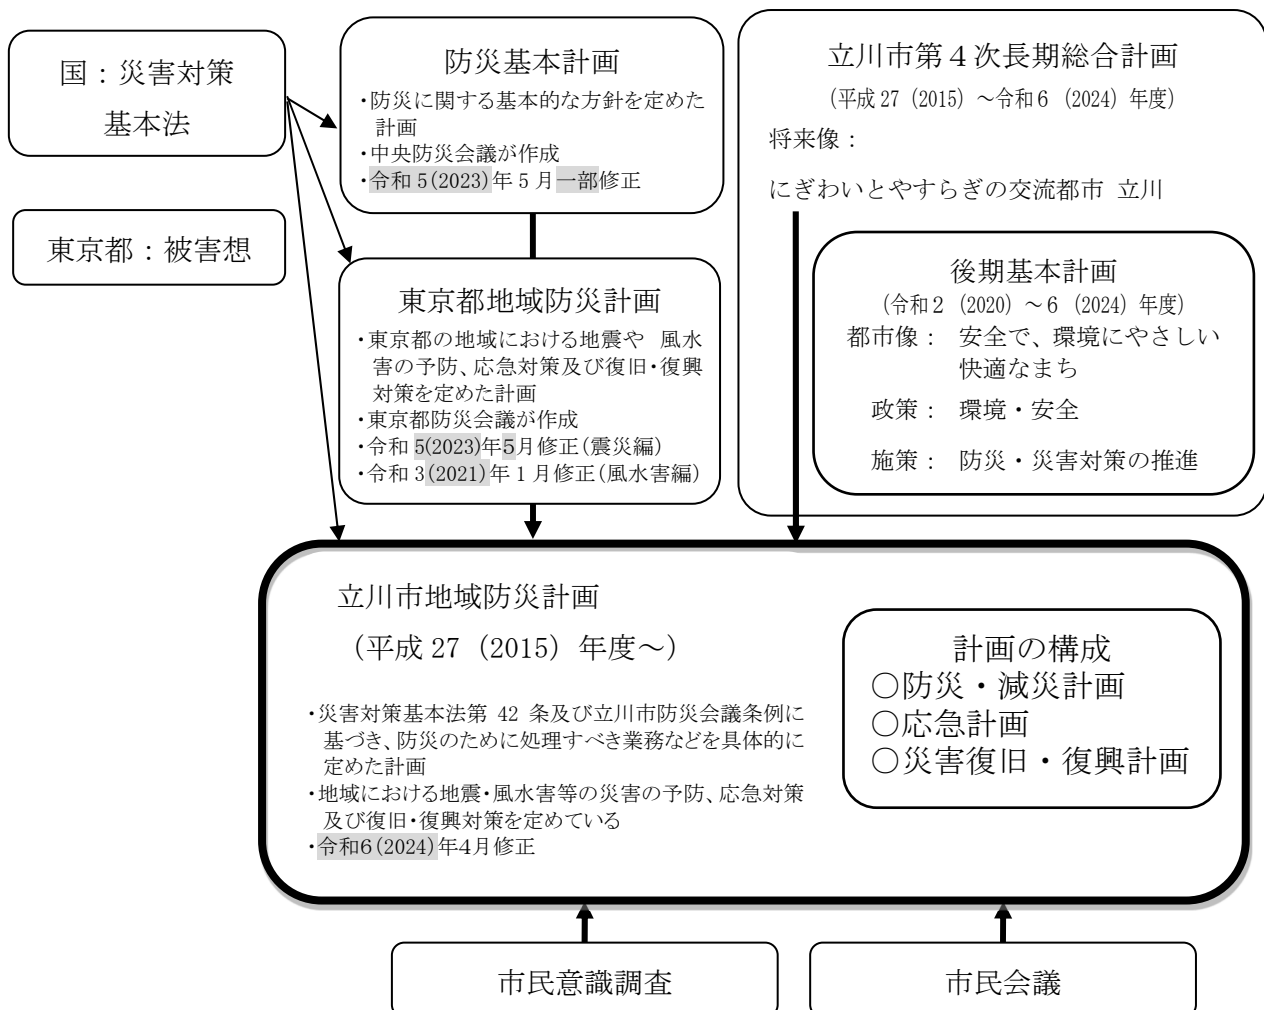 国：災害対策
基本法
東京都：被害想
防災基本計画
・防災に関する基本的な方針を定めた
計画
・中央防災会議が作成
・令和5(2023)年5月一部修正
東京都地域防災計画
・東京都の地域における地震や 風水
害の予防、応急対策及び復旧・復興
対策を定めた計画
・東京都防災会議が作成
・令和5(2023)年5月修正(震災編)
・令和3(2021)年1月修正(風水害編)
立川市第４次長期総合計画
（平成27（2015）～令和６（2024）年度）
将来像：
にぎわいとやすらぎの交流都市 立川
後期基本計画
（令和２（2020）～６（2024）年度）
都市像： 安全で、環境にやさしい
快適なまち
政策： 環境・安全
施策： 防災・災害対策の推進
立川市地域防災計画
（平成27（2015）年度～）
・災害対策基本法第 42 条及び立川市防災会議条例に
基づき、防災のために処理すべき業務などを具体的に
定めた計画
・地域における地震・風水害等の災害の予防、応急対策
及び復旧・復興対策を定めている
・令和６(2024)年４月修正
計画の構成
○防災・減災計画
○応急計画
○災害復旧・復興計画
市民意識調査
市民会議